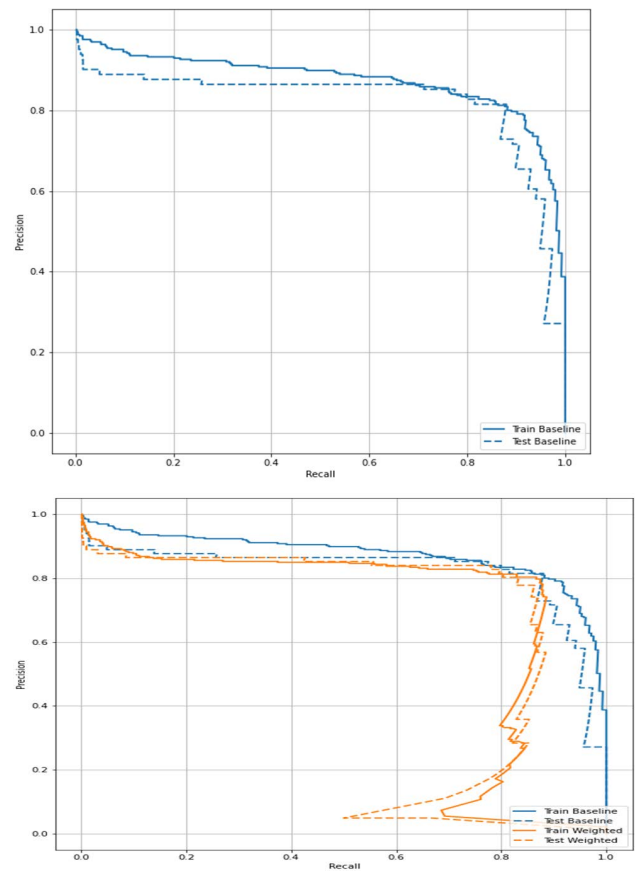 1.0
0.8
0.6
0.4
0.2
0.0
Precision
Train Baseline
Test Baseline
0.0 0.2 0.4 0.6 0.8 1.0
Recall
1.0
0.8
0.6
0.4
0.2
0.0
Precision
Train Baseline
Test Baseline
Train Weighted
Test Weighted
0.0 0.2 0.4 0.6 0.8 1.0
Recall